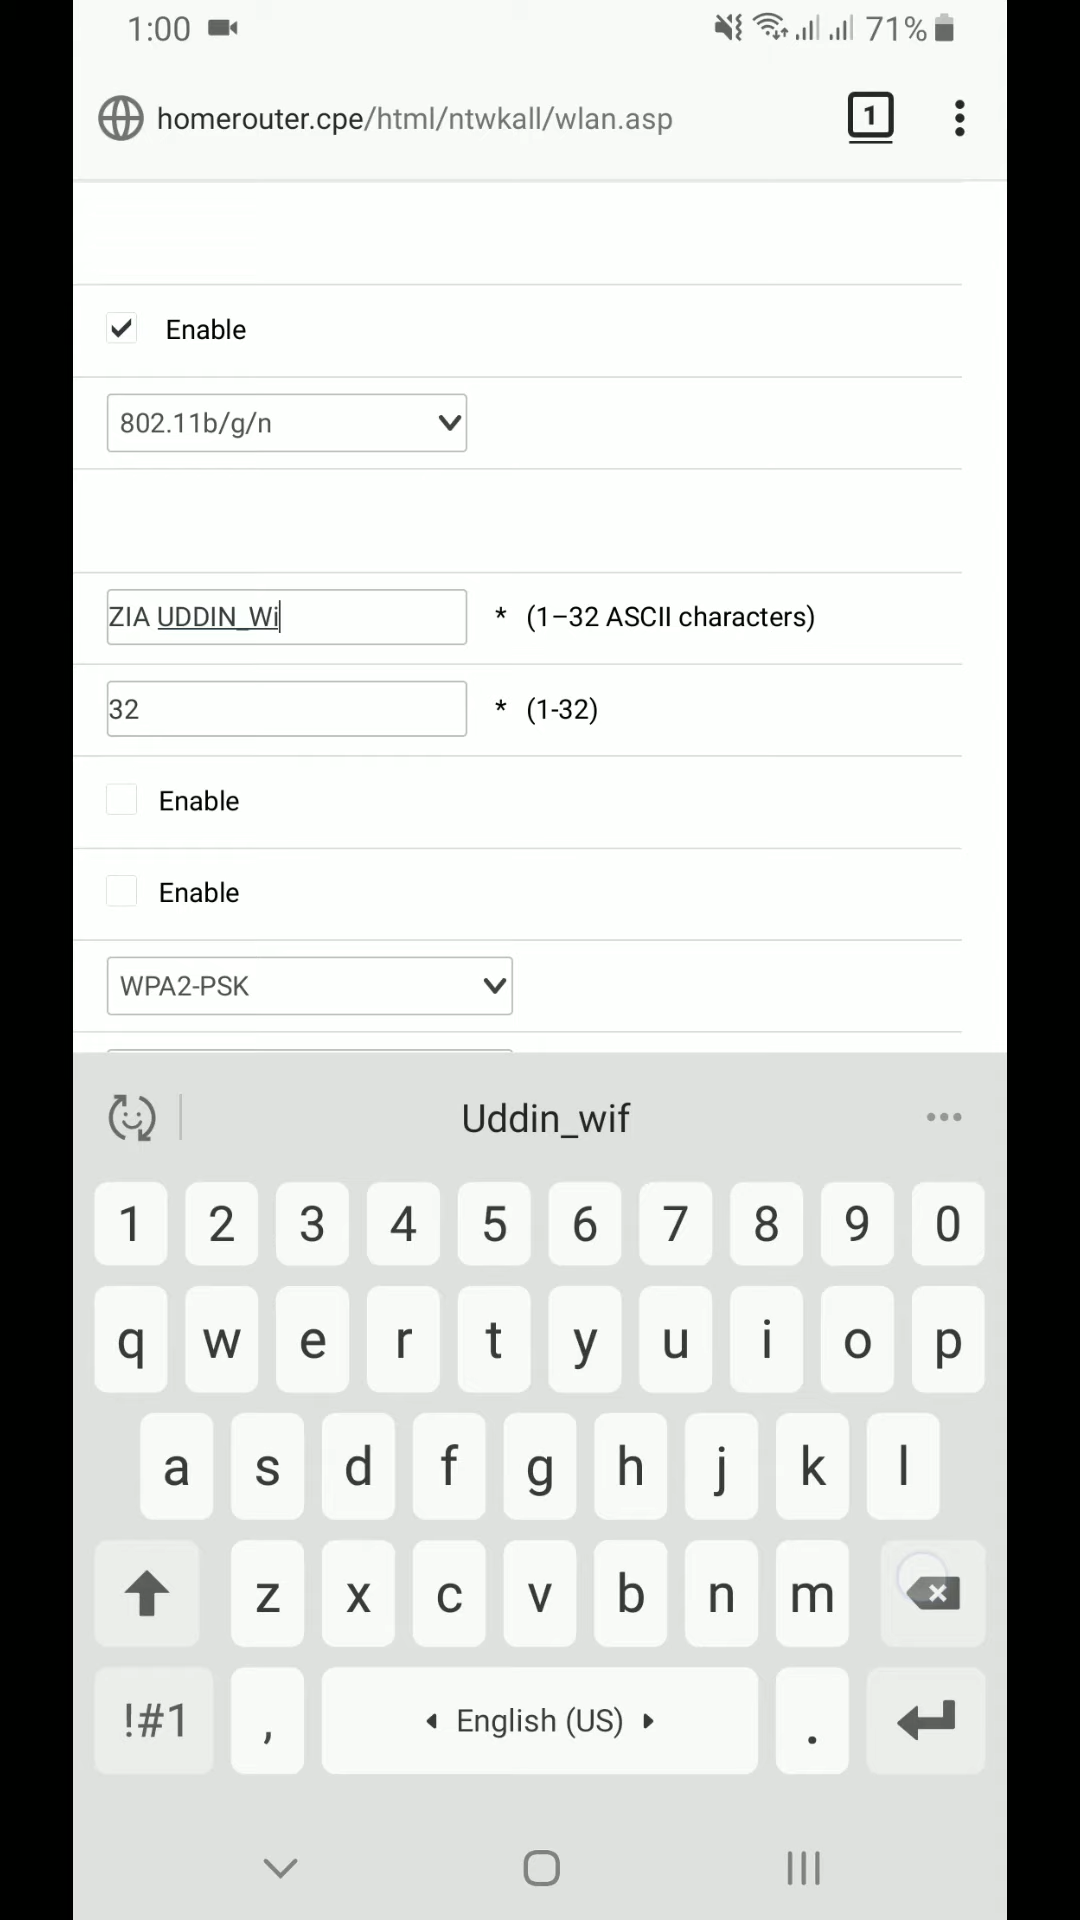 1:00 71%
homerouter.cpe/html/ntwkall/wlan.asp 1
Enable
802.11b/g/n
ZIA UDDIN_Wi * (1–32 ASCII characters)
32 * (1-32)
Enable
Enable
WPA2-PSK
Uddin_wif
1 2 3 4 5 6 7 8 9 0
q w e r t y u i o p
a s d f g h j k l
z x c v b n m
!#1 , English (US) .